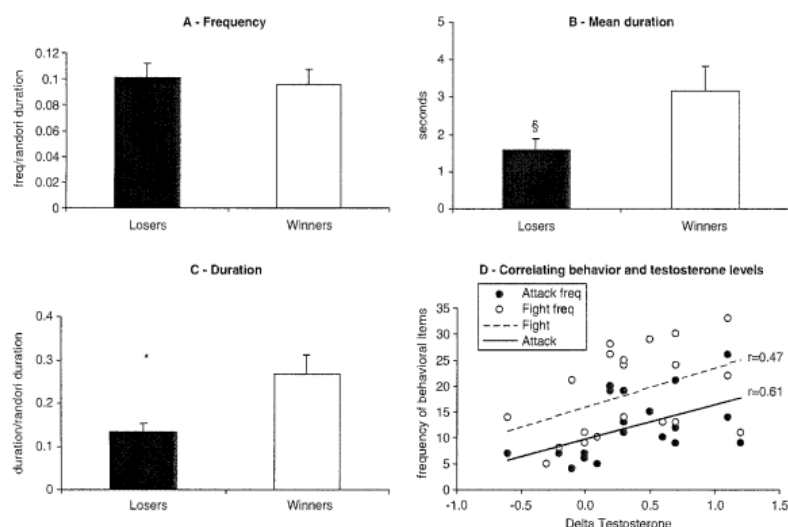 A - Frequency
0.12
0.1
0.08
0.06
0.04
0.02
0
freq/randori duration
Losers
Winners
B - Mean duration
5
4
3
2
1
0
seconds
§
Losers
Winners
C - Duration
0.4
0.3
0.2
0.1
0
duration/randori duration
*
Losers
Winners
D - Correlating behavior and testosterone levels
Attack freq
Fight freq
Fight
Attack
35
30
25
20
15
10
5
0
frequency of behavioral items
r=0.47
r=0.61
-1.0
-0.5
0.0
0.5
1.0
1.5
Delta Testosterone